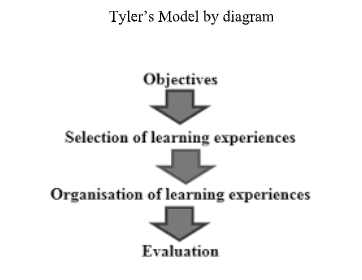 Tyler’s Model by diagram
Objectives
Selection of learning experiences
Organisation of learning experiences
Evaluation